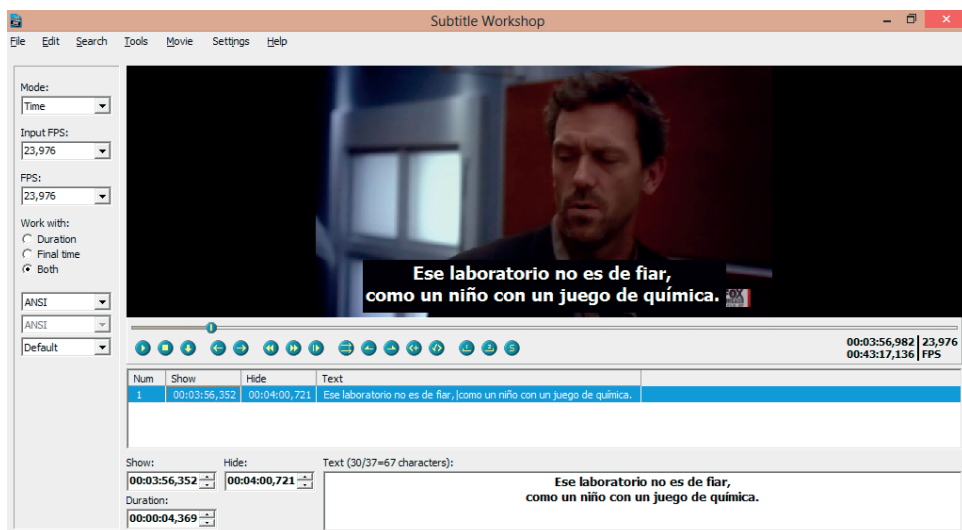 Subtitle Workshop
File Edit Search Tools Movie Settings Help
Mode:
Time
Input FPS:
23,976
FPS:
23,976
Work with:
Duration
Final time
Both
ANSI
ANSI
Default
Ese laboratorio no es de fiar,
como un niño con un juego de química.
FOX
00:03:56,982 23,976
00:43:17,136 FPS
Num Show Hide Text
1 00:03:56,352 00:04:00,721 Ese laboratorio no es de fiar,|como un niño con un juego de química.
Show: Hide: Text (30/37=67 characters):
00:03:56,352 00:04:00,721
Duration:
00:00:04,369
Ese laboratorio no es de fiar,
como un niño con un juego de química.